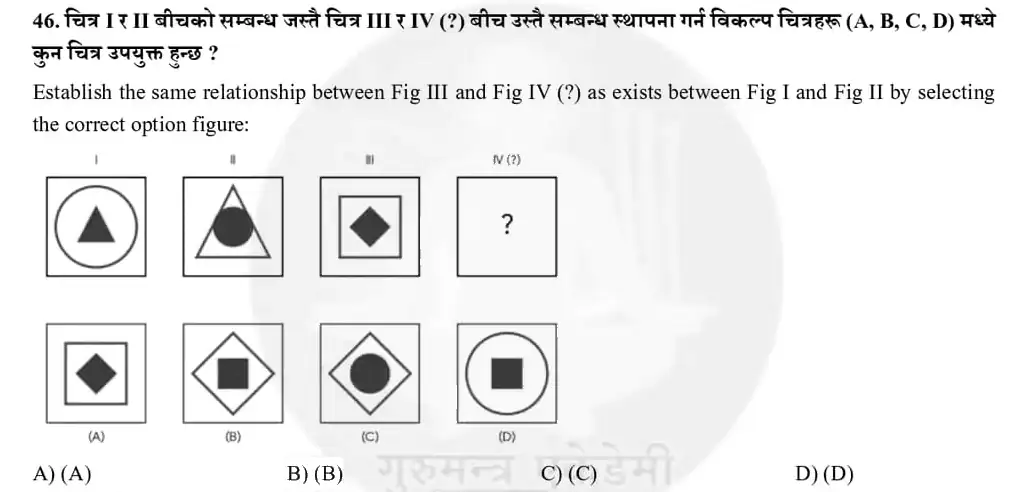 46. चित्र I र II बीचको सम्बन्ध जस्तै चित्र III र IV (?) बीच उस्तै सम्बन्ध स्थापना गर्न विकल्प चित्रहरू (A, B, C, D) मध्ये
कुन चित्र उपयुक्त हुन्छ ?
Establish the same relationship between Fig III and Fig IV (?) as exists between Fig I and Fig II by selecting
the correct option figure:
I II III IV (?)
?
(A) (B) (C) (D)
A) (A) B) (B) C) (C) D) (D)
गुरुमन्त्र एकेडेमी